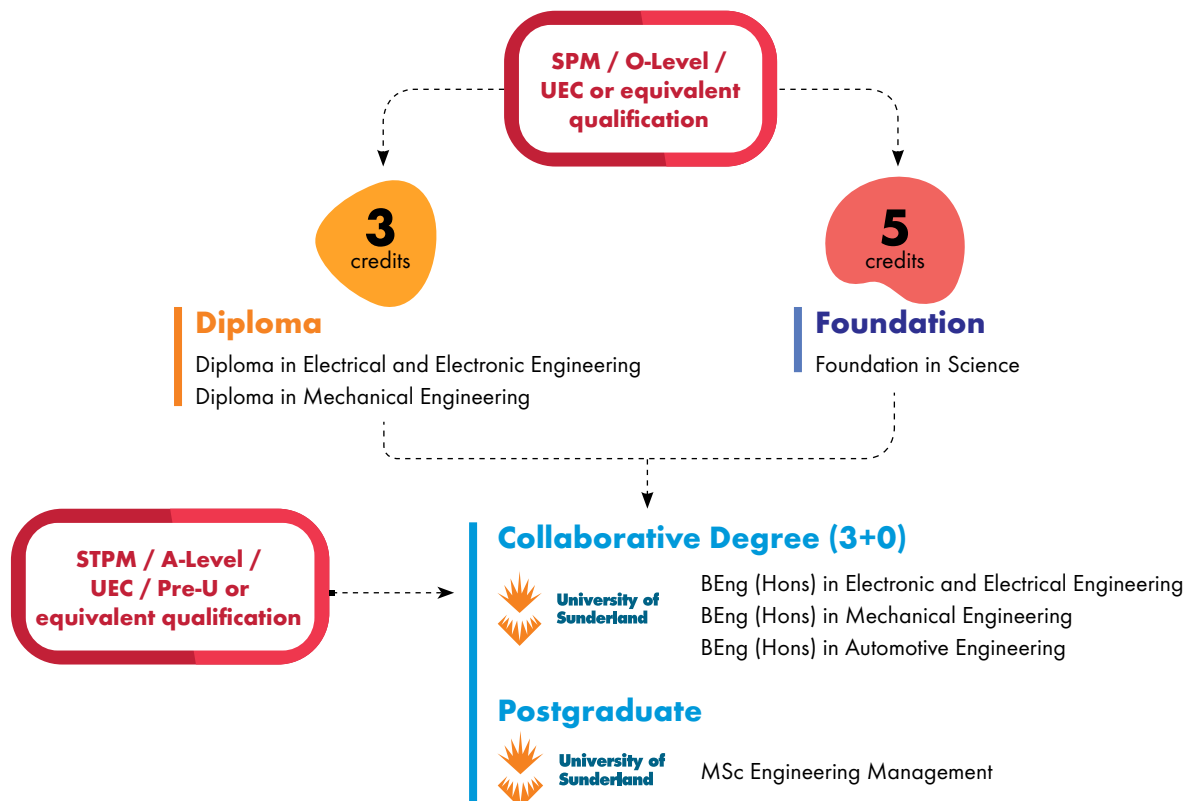 SPM / O-Level /
UEC or equivalent
qualification
3
credits
5
credits
Diploma
Diploma in Electrical and Electronic Engineering
Diploma in Mechanical Engineering
Foundation
Foundation in Science
STPM / A-Level /
UEC / Pre-U or
equivalent qualification
Collaborative Degree (3+0)
University of
Sunderland
BEng (Hons) in Electronic and Electrical Engineering
BEng (Hons) in Mechanical Engineering
BEng (Hons) in Automotive Engineering
Postgraduate
University of
Sunderland
MSc Engineering Management